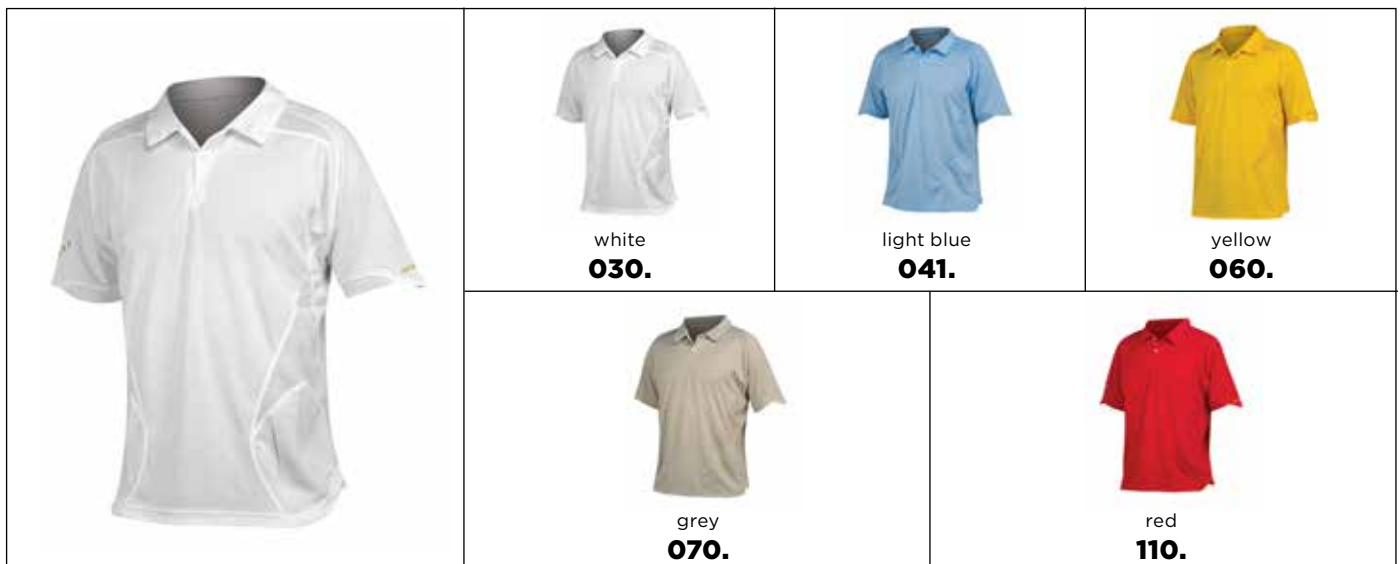 white
030.
light blue
041.
yellow
060.
grey
070.
red
110.